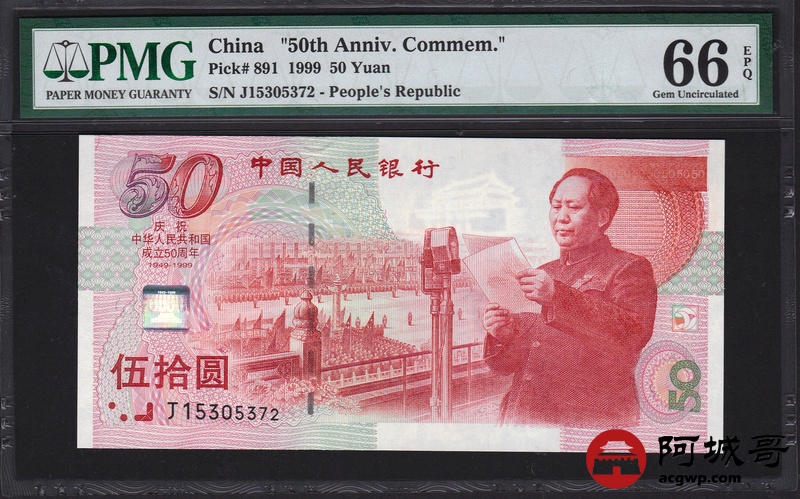 PMG
PAPER MONEY GUARANTY
China "50th Anniv. Commem."
Pick# 891 1999 50 Yuan
S/N J15305372 - People's Republic
66
EPQ
Gem Uncirculated
50
中国人民银行
庆祝
中华人民共和国
成立50周年
1949-1999
伍拾圆
J15305372
50
阿城哥
acgwp.com